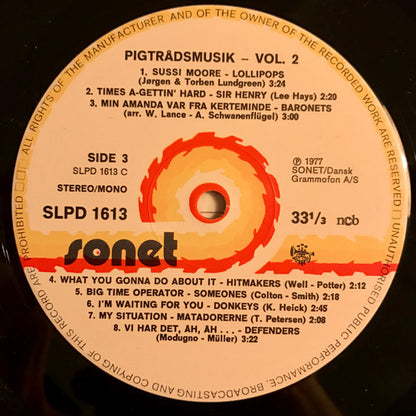 ALL RIGHTS OF THE MANUFACTURER AND OF THE OWNER OF THE RECORDED WORK ARE RESERVED
UNAUTHORISED PUBLIC PERFORMANCE, BROADCASTING AND COPYING OF THIS RECORD ARE PROHIBITED
PIGTRÅDSMUSIK – VOL. 2
1. SUSSI MOORE - LOLLIPOPS
(Jørgen & Torben Lundgreen) 3:24
2. TIMES A-GETTIN' HARD - SIR HENRY (Lee Hays) 2:20
3. MIN AMANDA VAR FRA KERTEMINDE - BARONETS
(arr. W. Lance - A. Schwanenflügel) 3:00
SIDE 3
SLPD 1613 C
STEREO/MONO
SLPD 1613
℗ 1977
SONET/Dansk
Grammofon A/S
33 1/3 ncb
sonet
4. WHAT YOU GONNA DO ABOUT IT - HITMAKERS (Well - Potter) 2:12
5. BIG TIME OPERATOR - SOMEONES (Colton - Smith) 2:18
6. I'M WAITING FOR YOU - DONKEYS (K. Heick) 3:50
7. MY SITUATION - MATADORERNE (T. Petersen) 2:08
8. VI HAR DET, ÅH, ÅH . . . - DEFENDERS
(Modugno - Müller) 3:22